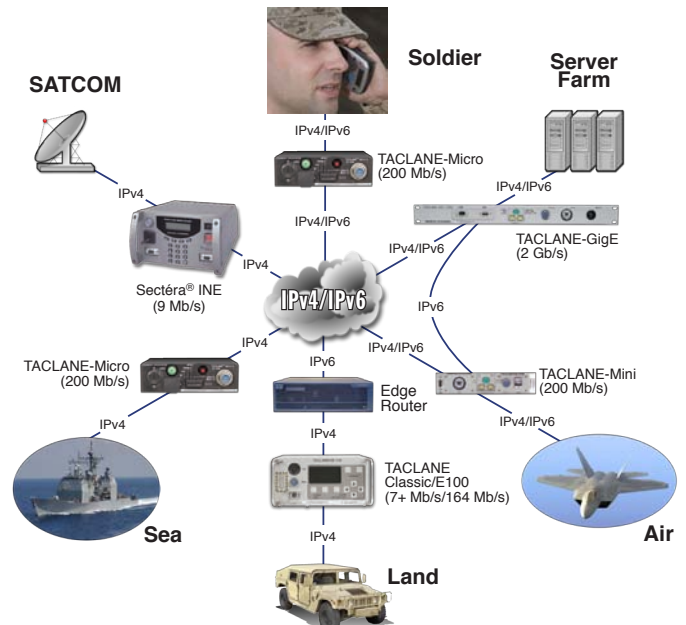 Soldier
Server
Farm
SATCOM
IPv4/IPv6
TACLANE-Micro
(200 Mb/s)
IPv4/IPv6
IPv4
IPv4/IPv6
TACLANE-GigE
(2 Gb/s)
IPv4/IPv6
IPv4
Sectéra® INE
(9 Mb/s)
IPv4/IPv6
IPv6
IPv4
IPv6
IPv4/IPv6
TACLANE-Micro
(200 Mb/s)
TACLANE-Mini
(200 Mb/s)
Edge
Router
IPv4
IPv4
IPv4/IPv6
TACLANE
Classic/E100
(7+ Mb/s/164 Mb/s)
Sea
Air
IPv4
Land